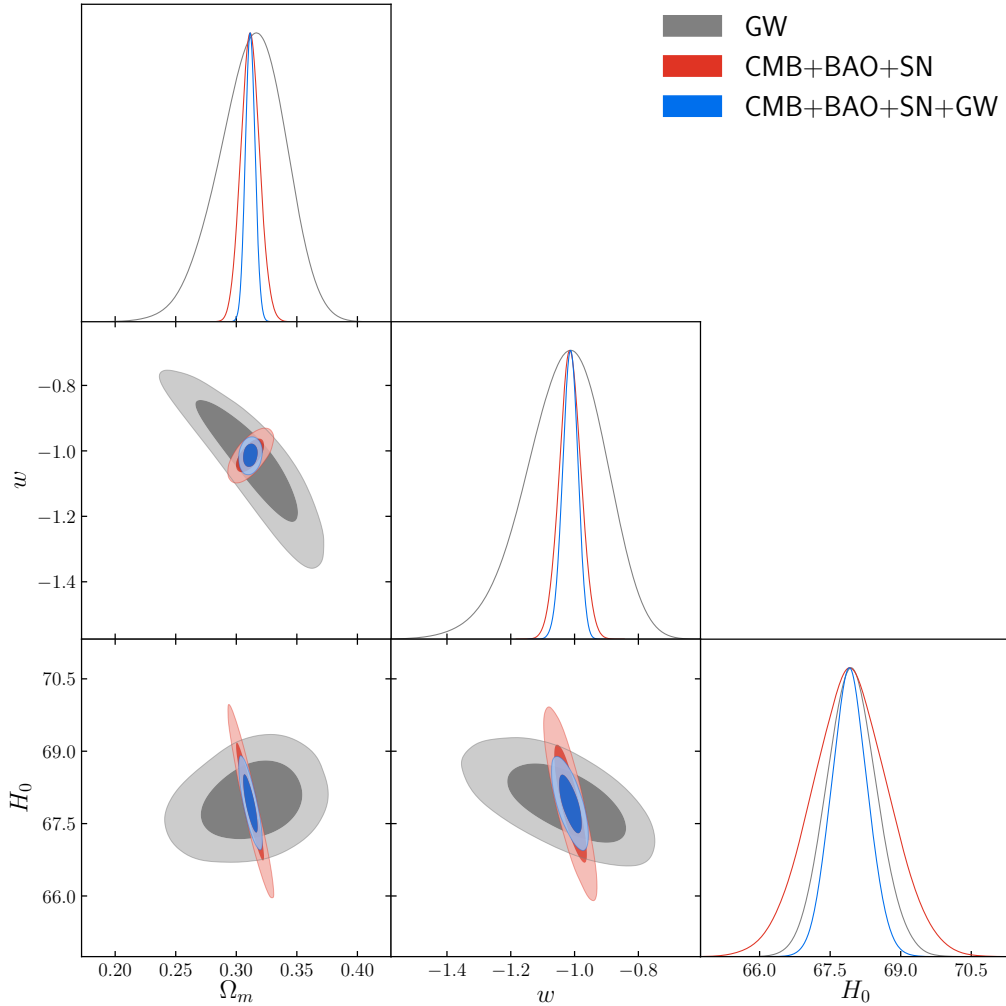 GW
CMB+BAO+SN
CMB+BAO+SN+GW
−0.8
−1.0
−1.2
−1.4
w
70.5
69.0
67.5
66.0
H₀
0.20 0.25 0.30 0.35 0.40
Ωₘ
−1.4 −1.2 −1.0 −0.8
w
66.0 67.5 69.0 70.5
H₀